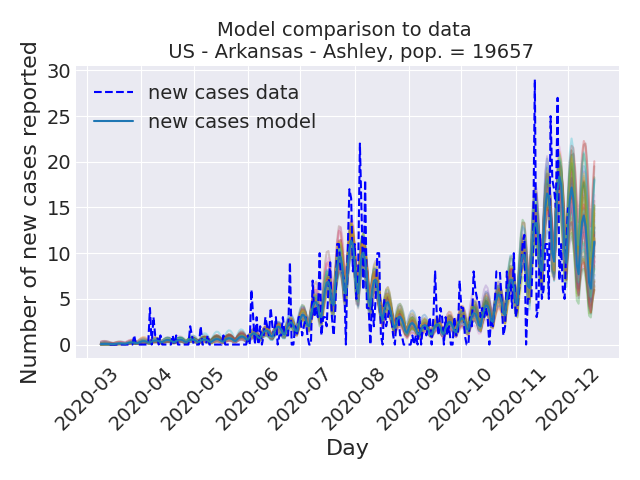 Model comparison to data
US - Arkansas - Ashley, pop. = 19657
Number of new cases reported
30
25
20
15
10
5
0
new cases data
new cases model
2020-03
2020-04
2020-05
2020-06
2020-07
2020-08
2020-09
2020-10
2020-11
2020-12
Day